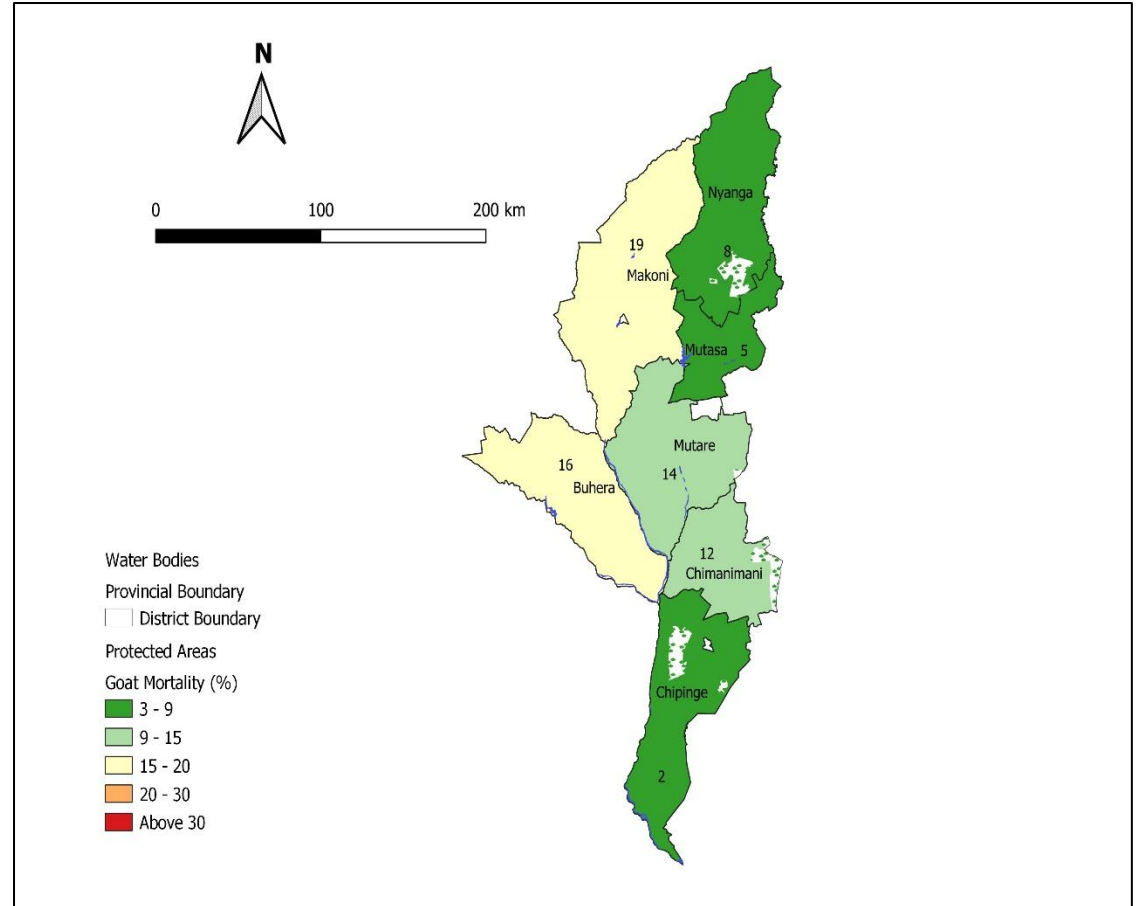 N
0 100 200 km
Nyanga
8
19
Makoni
Mutasa 5
Mutare
14
16
Buhera
12
Chimanimani
Chipinge
2
Water Bodies
Provincial Boundary
District Boundary
Protected Areas
Goat Mortality (%)
3 - 9
9 - 15
15 - 20
20 - 30
Above 30